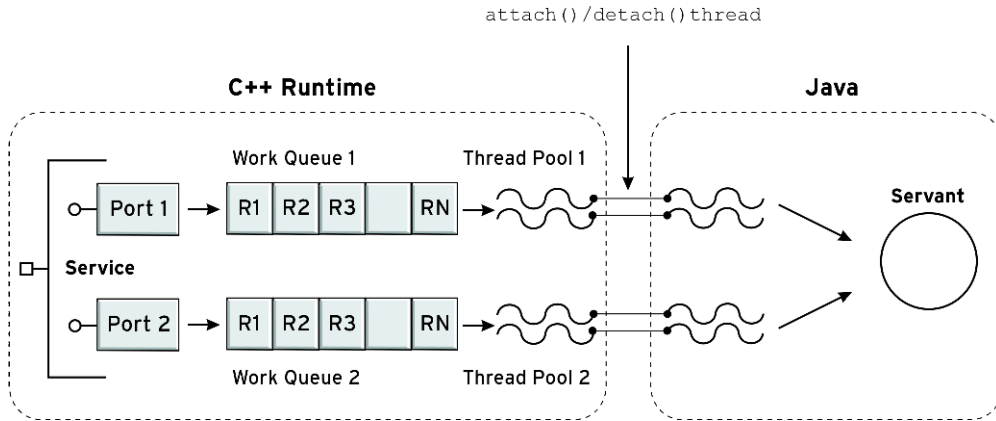 attach()/detach()thread
C++ Runtime
Java
Work Queue 1
Thread Pool 1
Port 1
R1
R2
R3
RN
Servant
Service
Port 2
R1
R2
R3
RN
Work Queue 2
Thread Pool 2